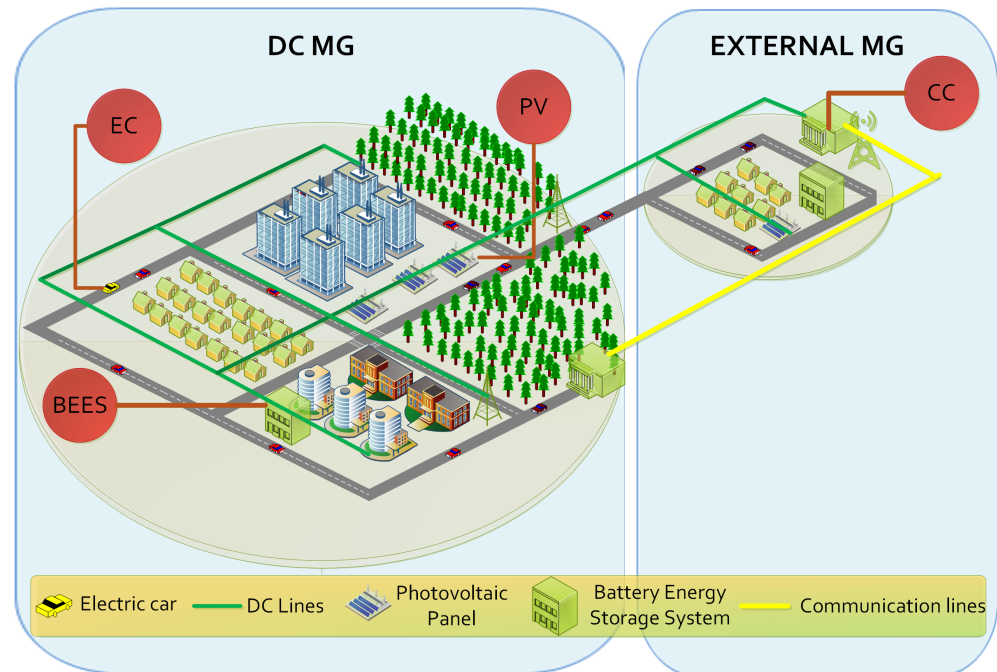 DC MG
EXTERNAL MG
EC
PV
CC
BEES
Electric car
DC Lines
Photovoltaic
Panel
Battery Energy
Storage System
Communication lines